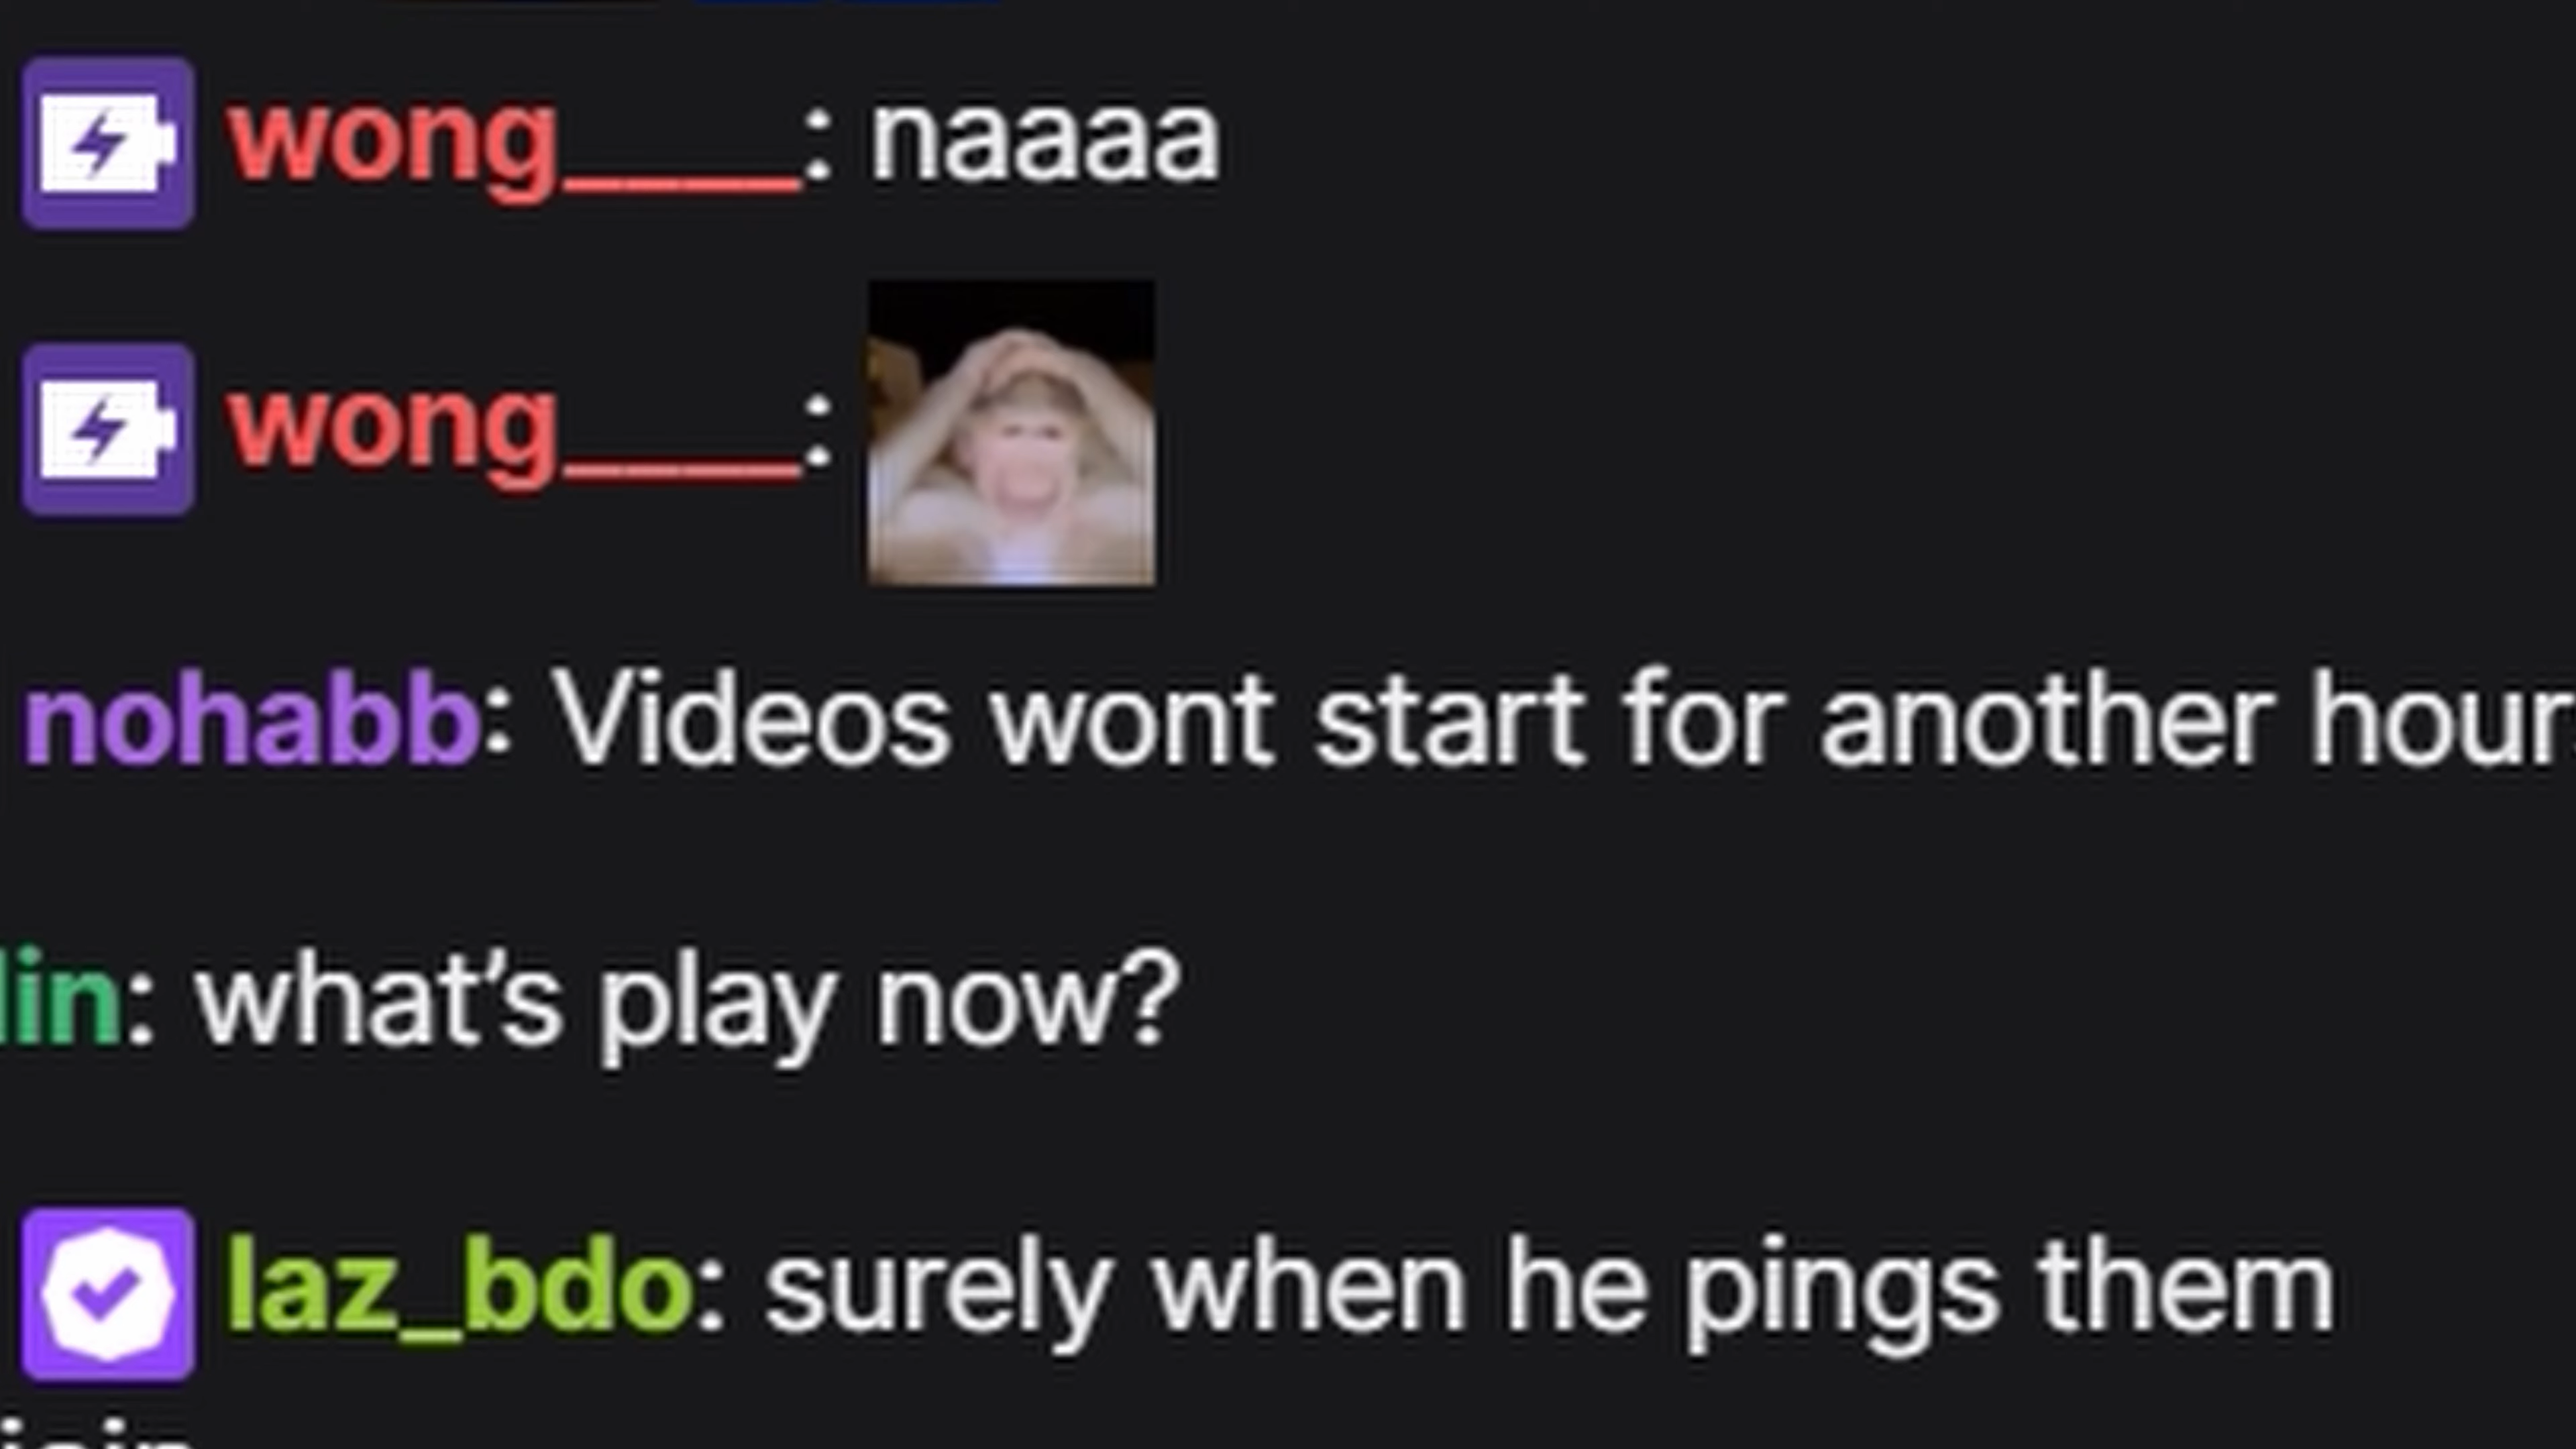 wong____: naaaa
wong____:
nohabb: Videos wont start for another hour
lin: what's play now?
laz_bdo: surely when he pings them